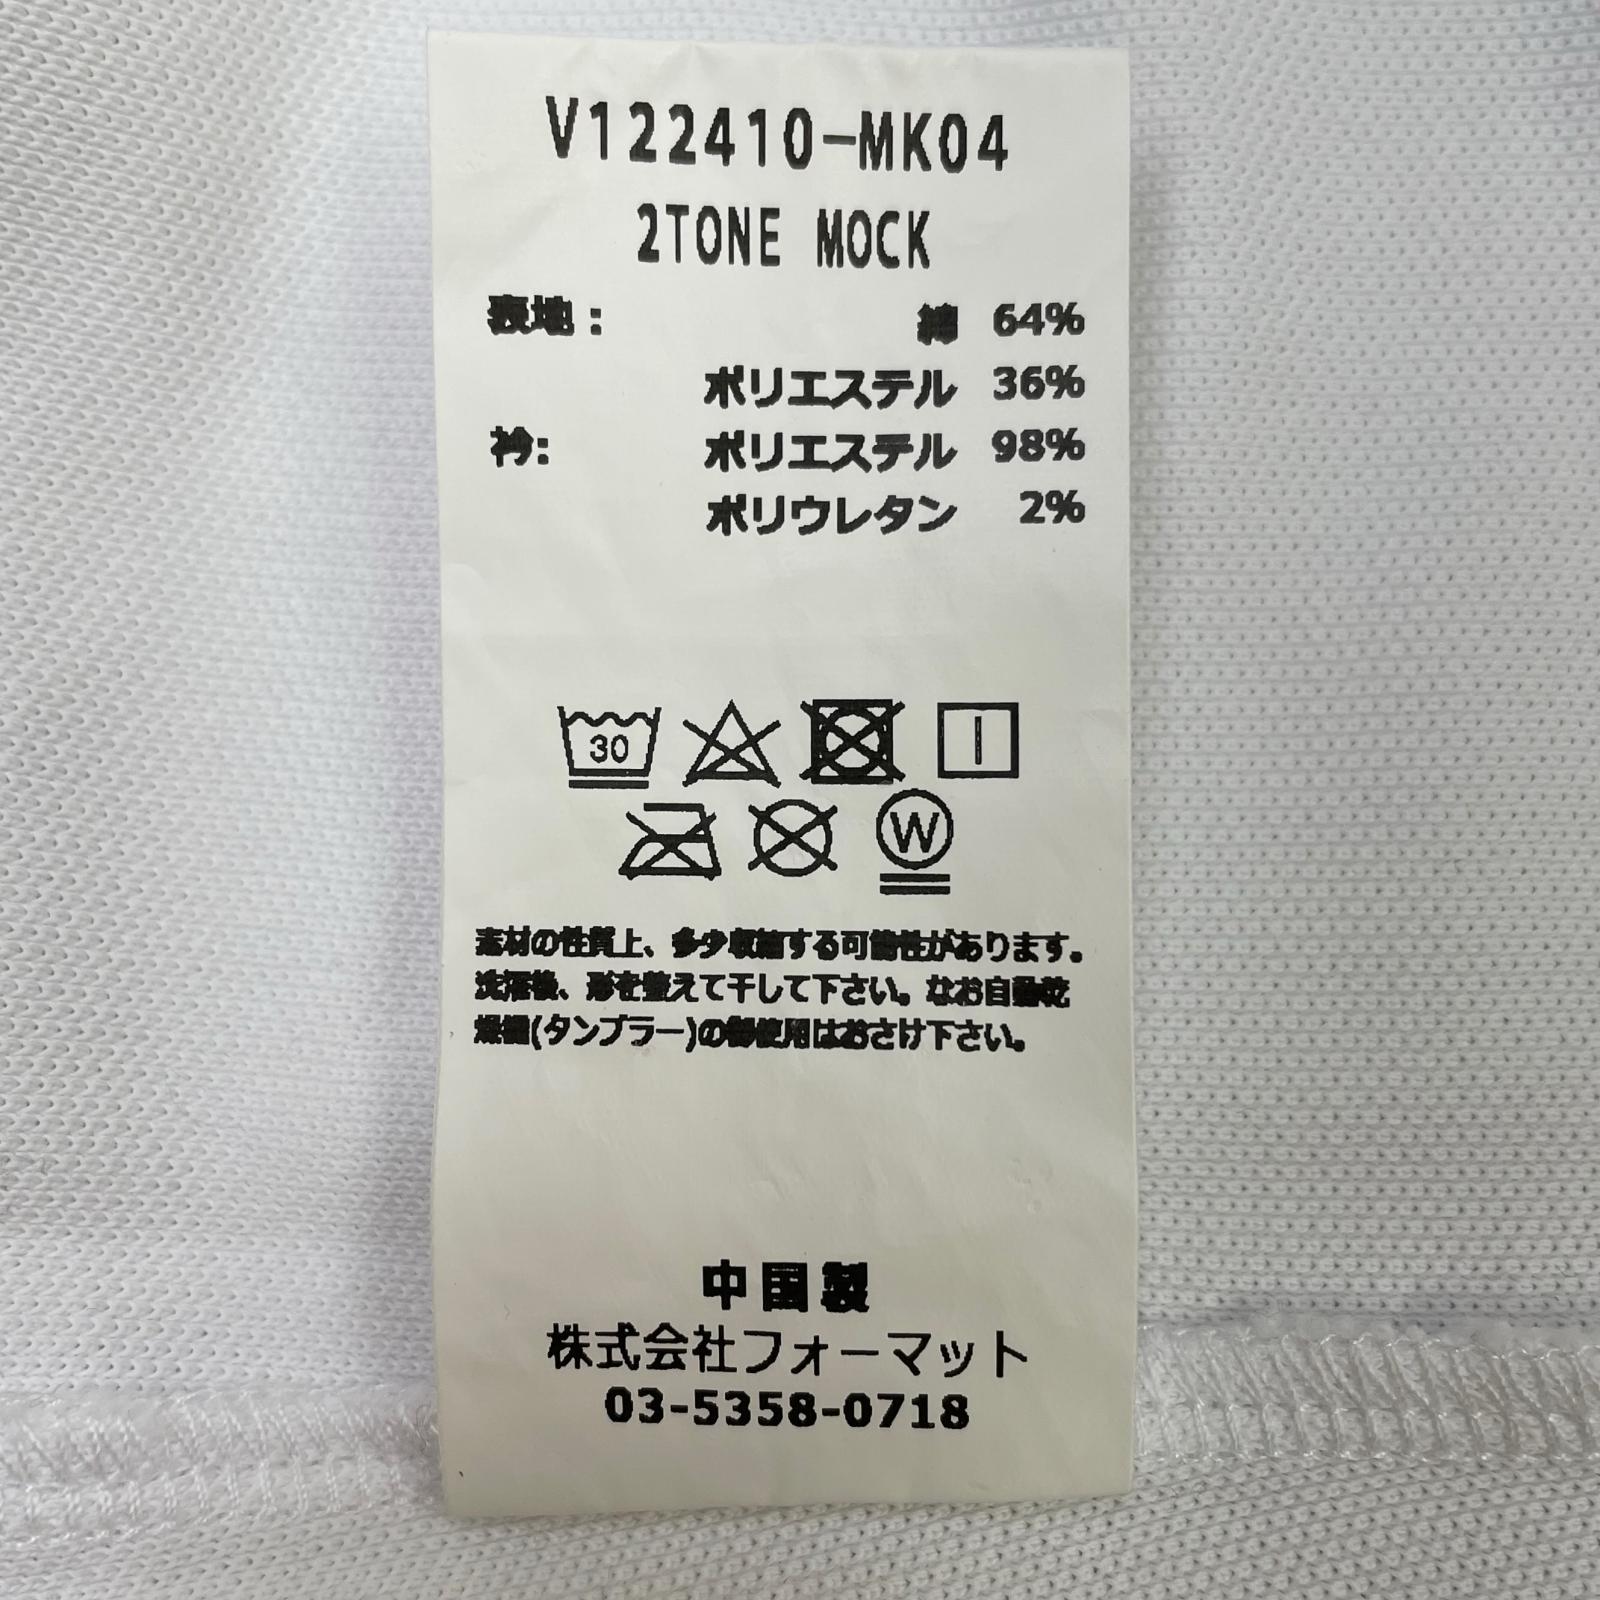 V122410-MK04
2TONE MOCK
表地: 綿 64%
ポリエステル 36%
衿: ポリエステル 98%
ポリウレタン 2%
30
W
素材の性質上、多少収縮する可能性があります。
洗濯後、形を整えて干して下さい。なお自動乾
燥機(タンブラー)の御使用はおさけ下さい。
中国製
株式会社フォーマット
03-5358-0718